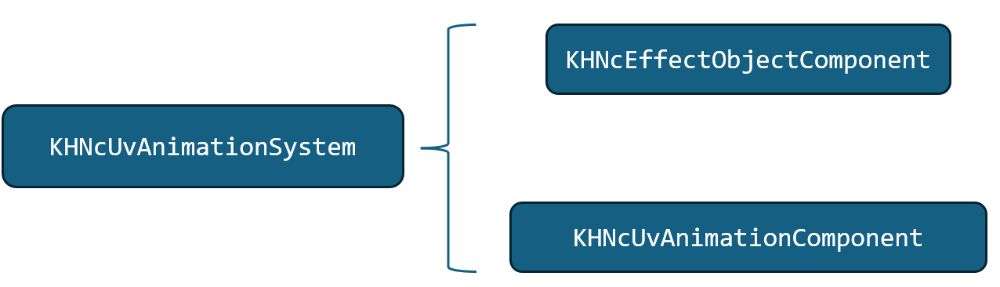 KHNcEffectObjectComponent
KHNcUvAnimationSystem
KHNcUvAnimationComponent